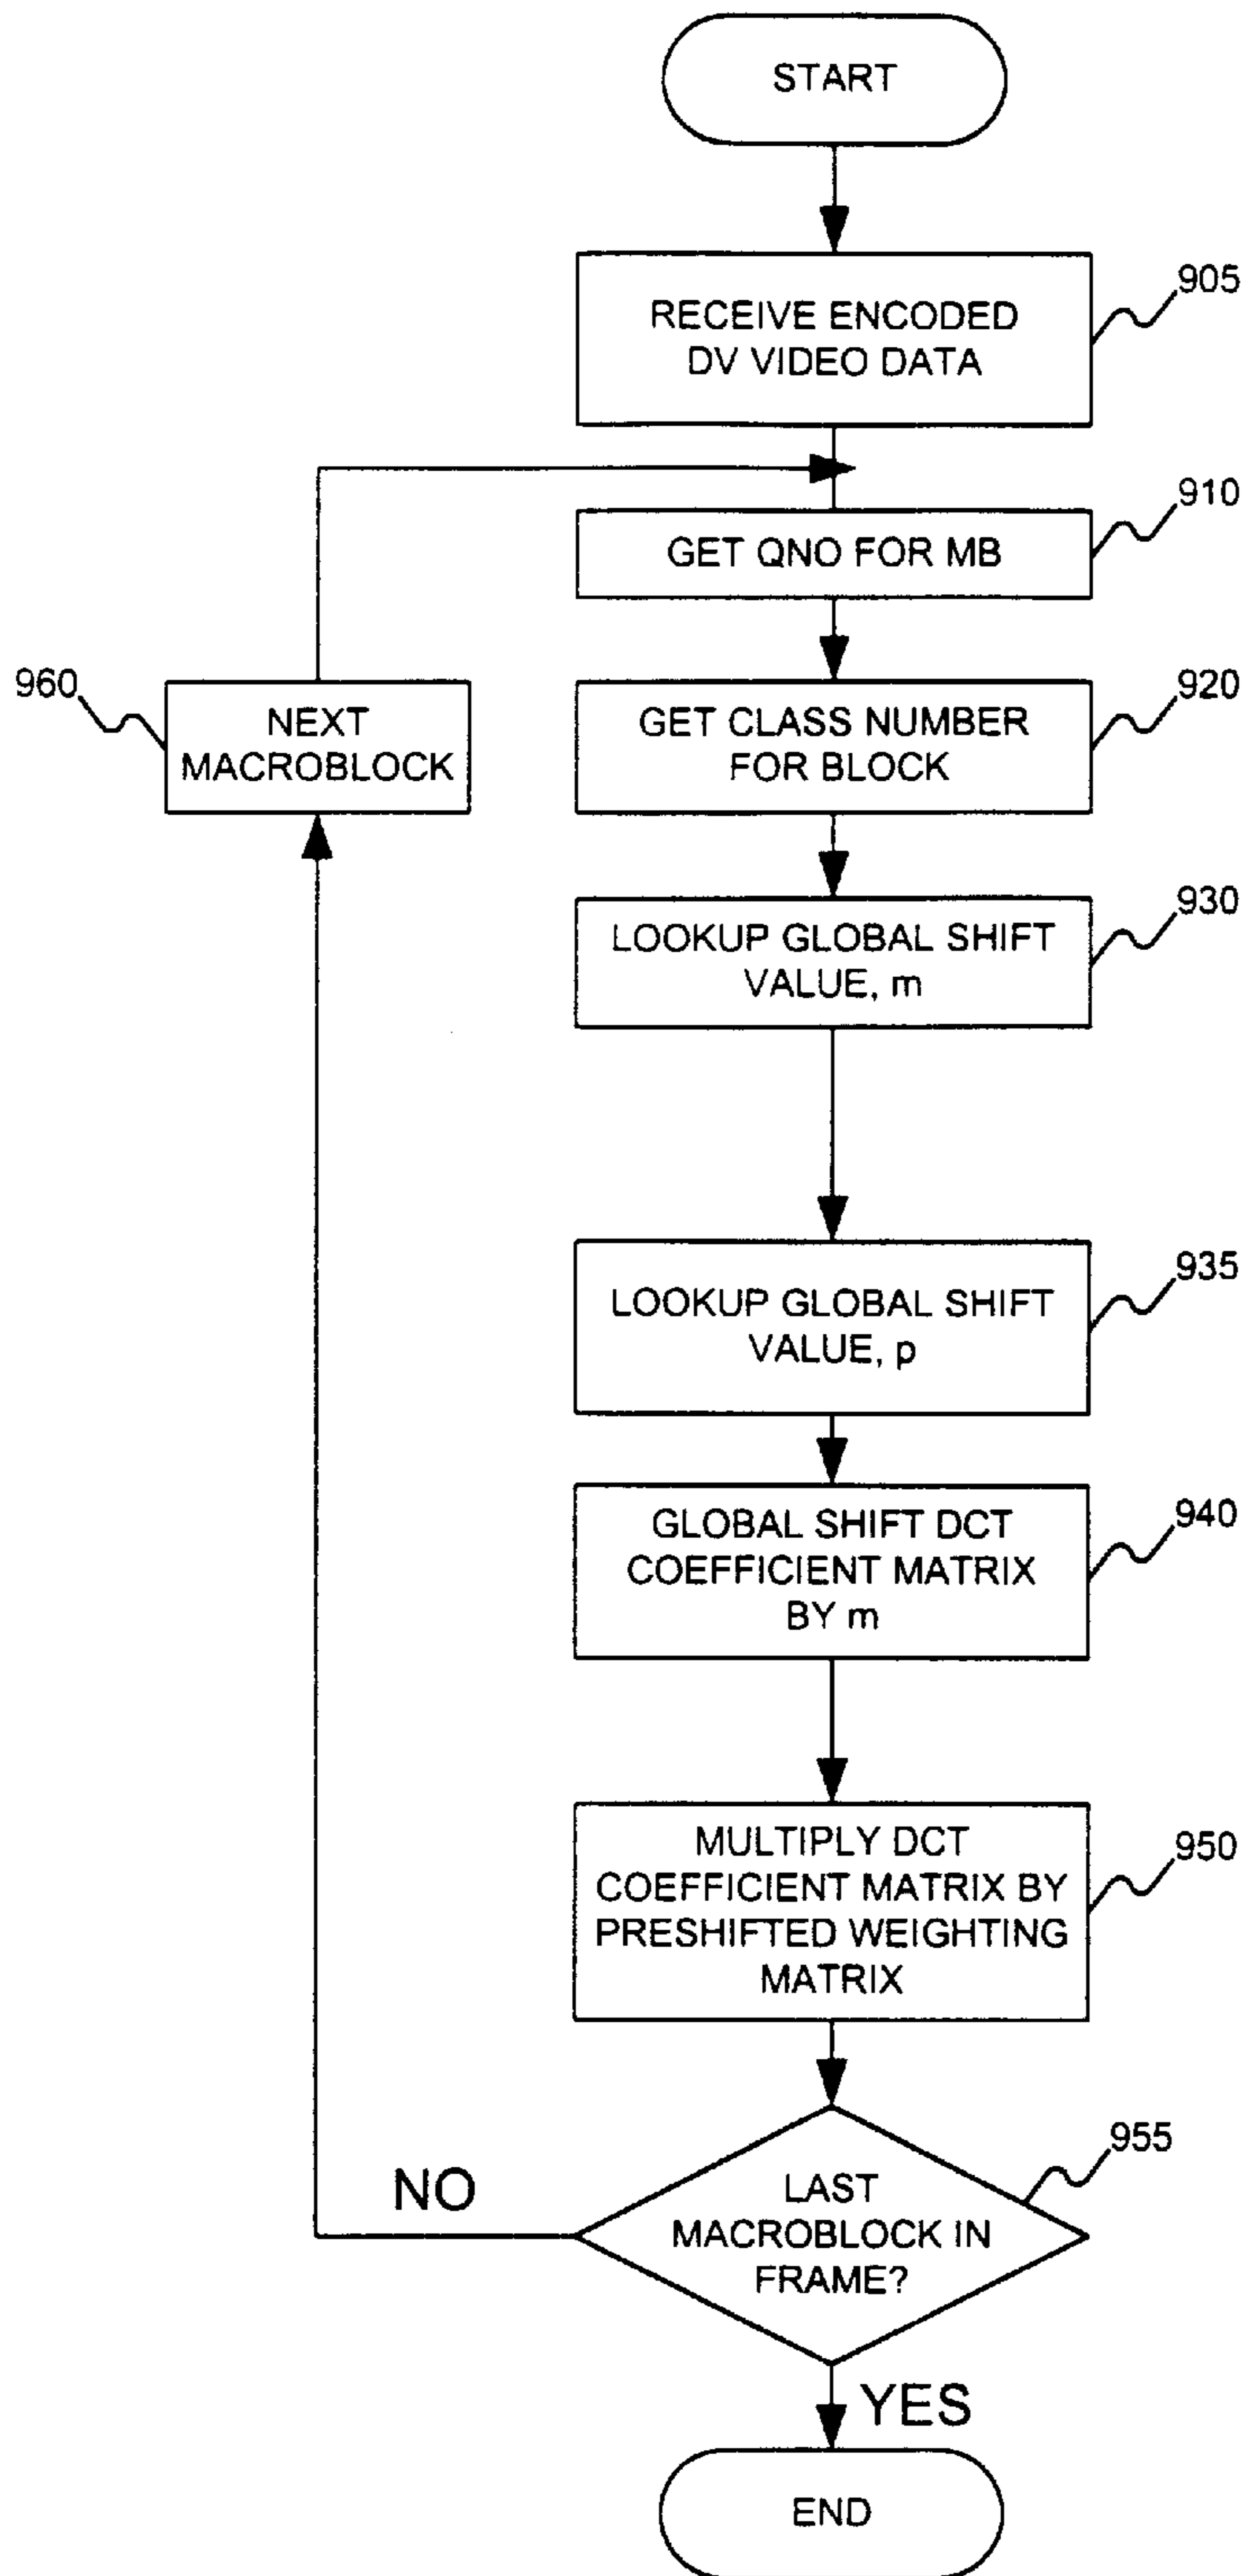 START
905
RECEIVE ENCODED
DV VIDEO DATA
910
GET QNO FOR MB
960
NEXT
MACROBLOCK
920
GET CLASS NUMBER
FOR BLOCK
930
LOOKUP GLOBAL SHIFT
VALUE, m
935
LOOKUP GLOBAL SHIFT
VALUE, p
940
GLOBAL SHIFT DCT
COEFFICIENT MATRIX
BY m
950
MULTIPLY DCT
COEFFICIENT MATRIX BY
PRESHIFTED WEIGHTING
MATRIX
955
LAST
MACROBLOCK IN
FRAME?
NO
YES
END